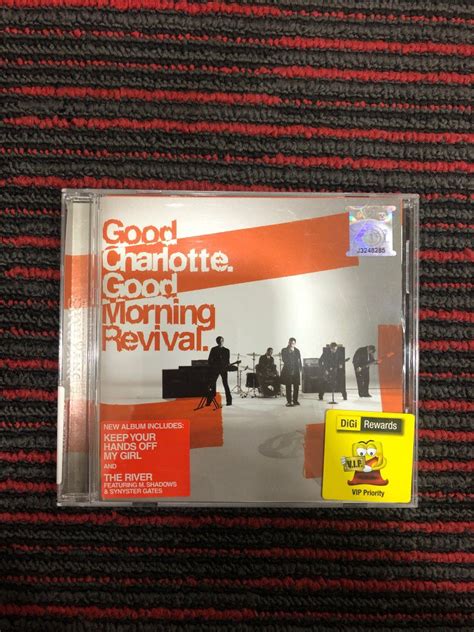 Good
Charlotte.
Good
Morning
Revival.
J3248285
NEW ALBUM INCLUDES:
KEEP YOUR
HANDS OFF
MY GIRL
AND
THE RIVER
FEATURING M. SHADOWS
& SYNYSTER GATES
DiGi Rewards
V.I.P.
VIP Priority